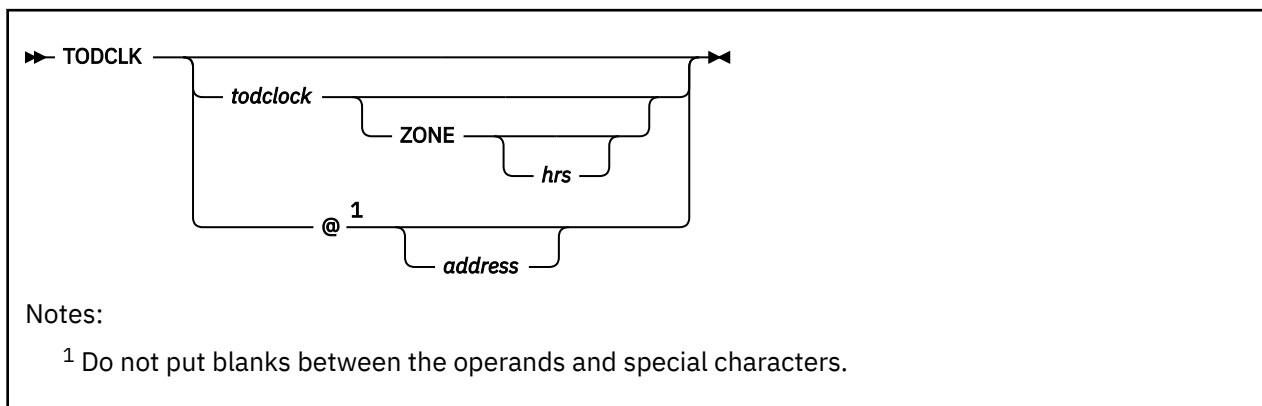 TODCLK
todclock
ZONE
hrs
@ 1
address
Notes:
1 Do not put blanks between the operands and special characters.